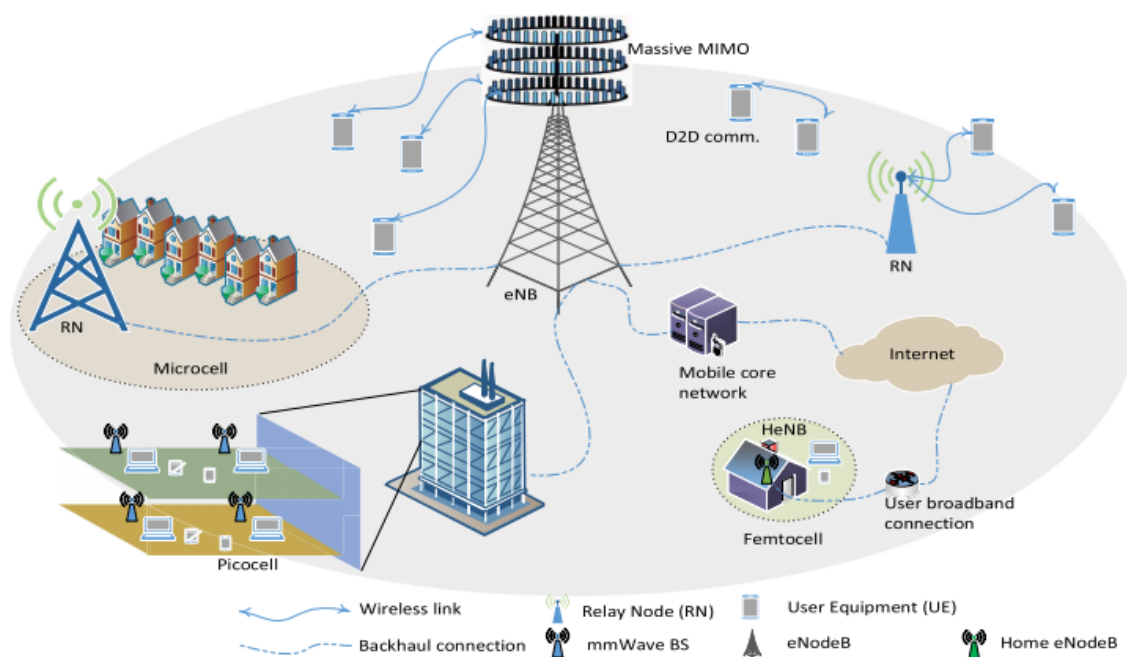 Massive MIMO
D2D comm.
RN
eNB
RN
Microcell
Internet
Mobile core
network
HeNB
User broadband
connection
Femtocell
Picocell
Wireless link
Relay Node (RN)
User Equipment (UE)
Backhaul connection
mmWave BS
eNodeB
Home eNodeB